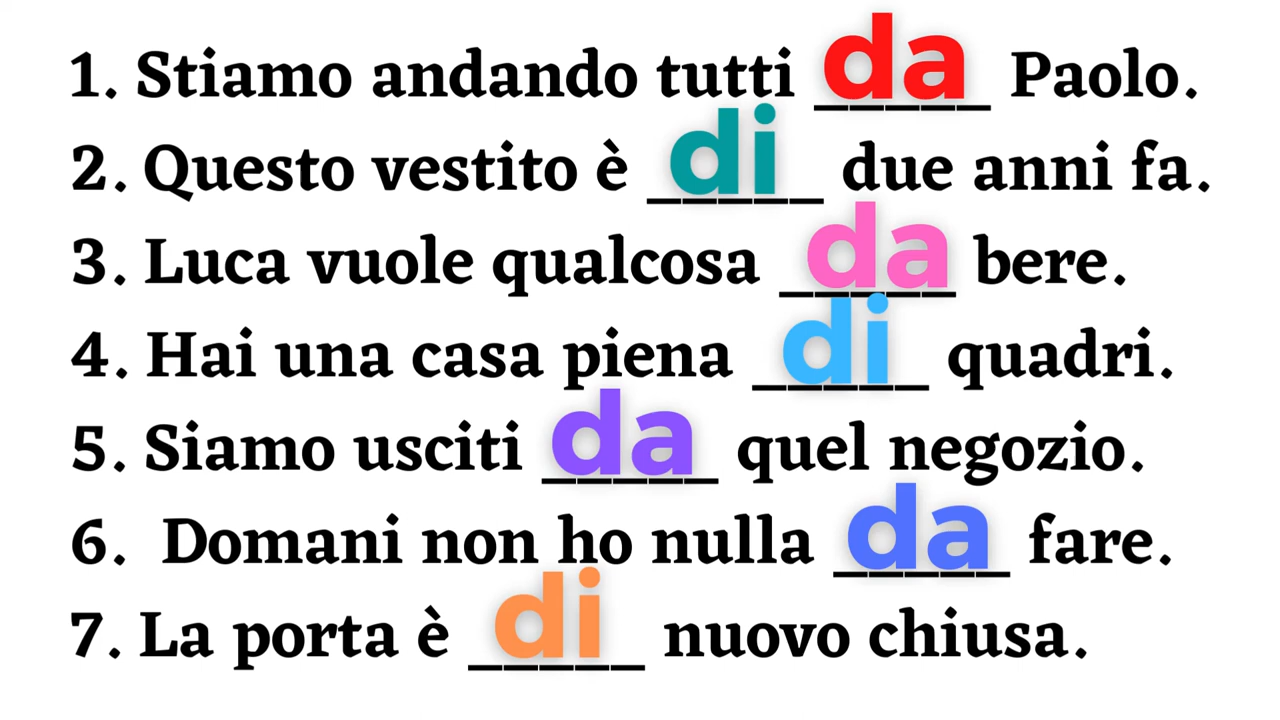 1. Stiamo andando tutti da Paolo.
2. Questo vestito è di due anni fa.
3. Luca vuole qualcosa da bere.
4. Hai una casa piena di quadri.
5. Siamo usciti da quel negozio.
6. Domani non ho nulla da fare.
7. La porta è di nuovo chiusa.